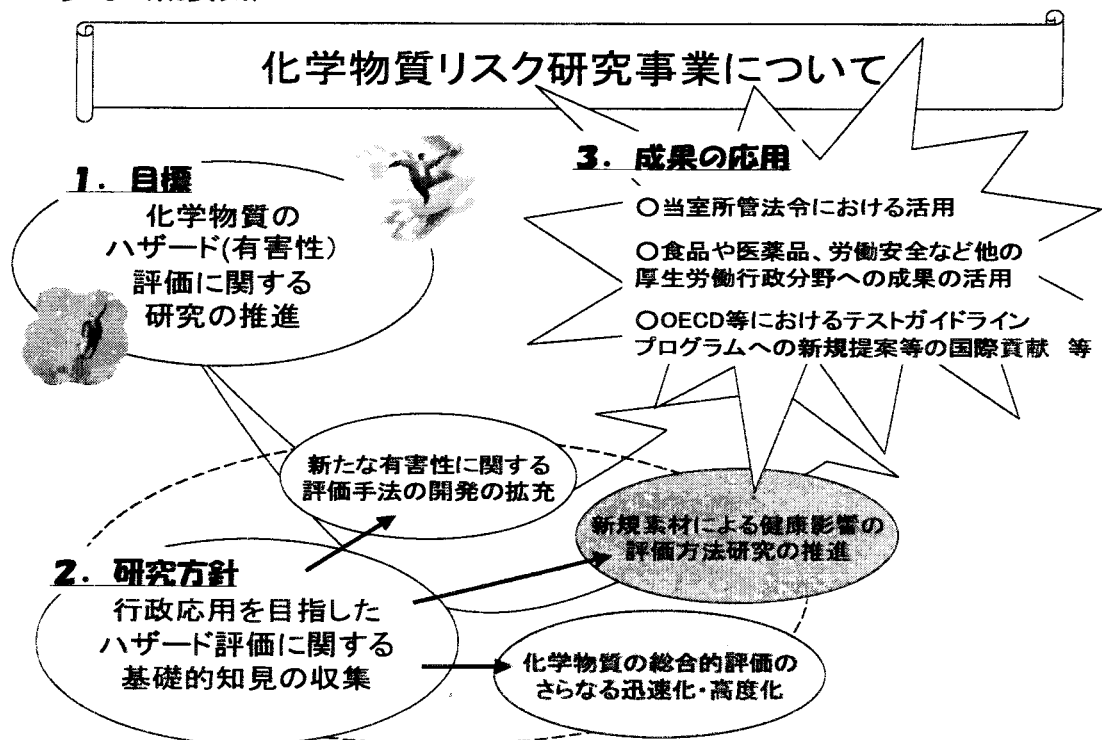 化学物質リスク研究事業について
1. 目標
化学物質の
ハザード(有害性)
評価に関する
研究の推進
3. 成果の応用
〇当室所管法令における活用
〇食品や医薬品、労働安全など他の
厚生労働行政分野への成果の活用
〇OECD等におけるテストガイドライン
プログラムへの新規提案等の国際貢献 等
新たな有害性に関する
評価手法の開発の拡充
新規素材による健康影響の
評価方法研究の推進
2. 研究方針
行政応用を目指した
ハザード評価に関する
基礎的知見の収集
化学物質の総合的評価の
さらなる迅速化・高度化